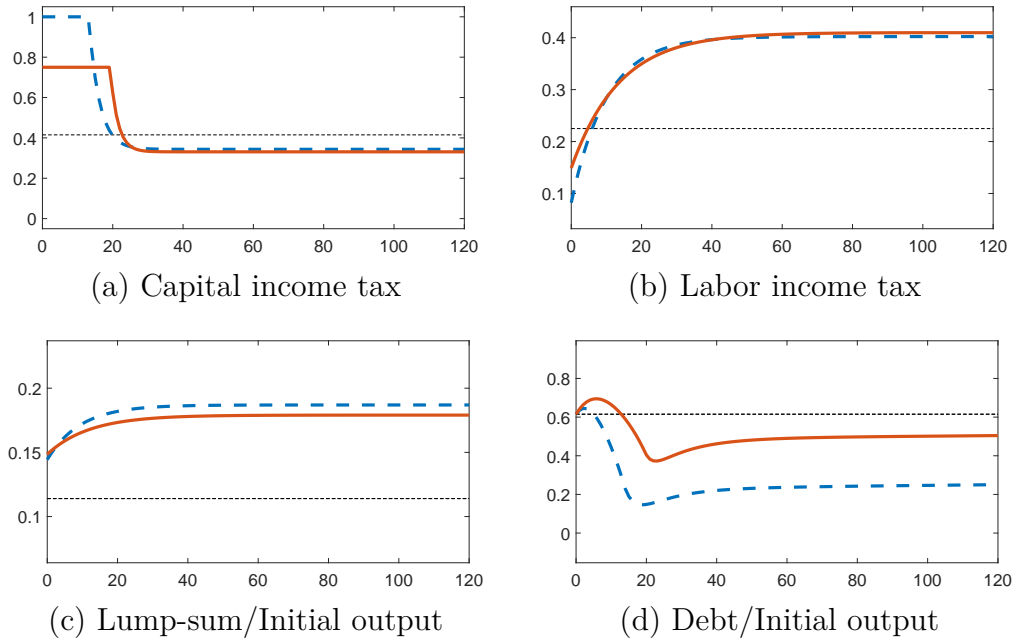 1
0.8
0.6
0.4
0.2
0
0 20 40 60 80 100 120
(a) Capital income tax
0.4
0.3
0.2
0.1
0 20 40 60 80 100 120
(b) Labor income tax
0.2
0.15
0.1
0 20 40 60 80 100 120
(c) Lump-sum/Initial output
0.8
0.6
0.4
0.2
0
0 20 40 60 80 100 120
(d) Debt/Initial output